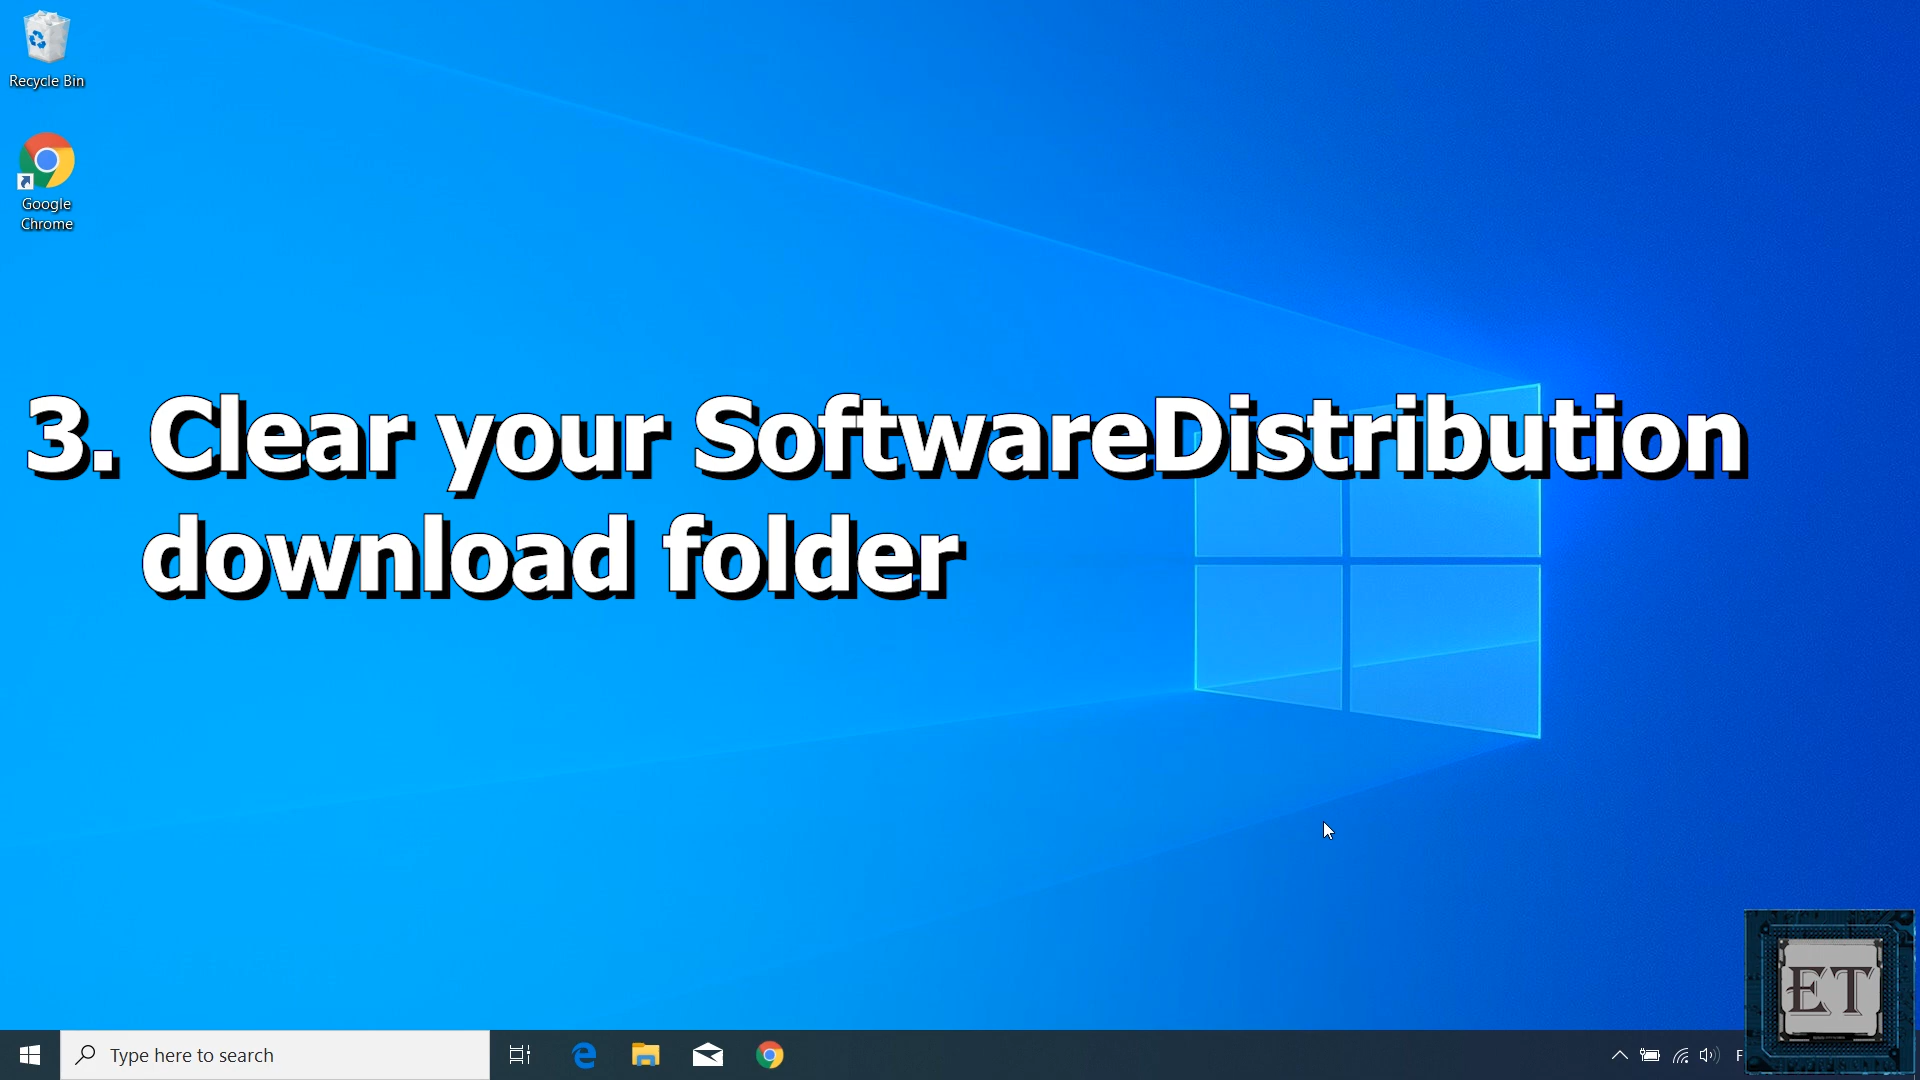 Recycle Bin
Google
Chrome
3. Clear your SoftwareDistribution
download folder
Type here to search
F
ET